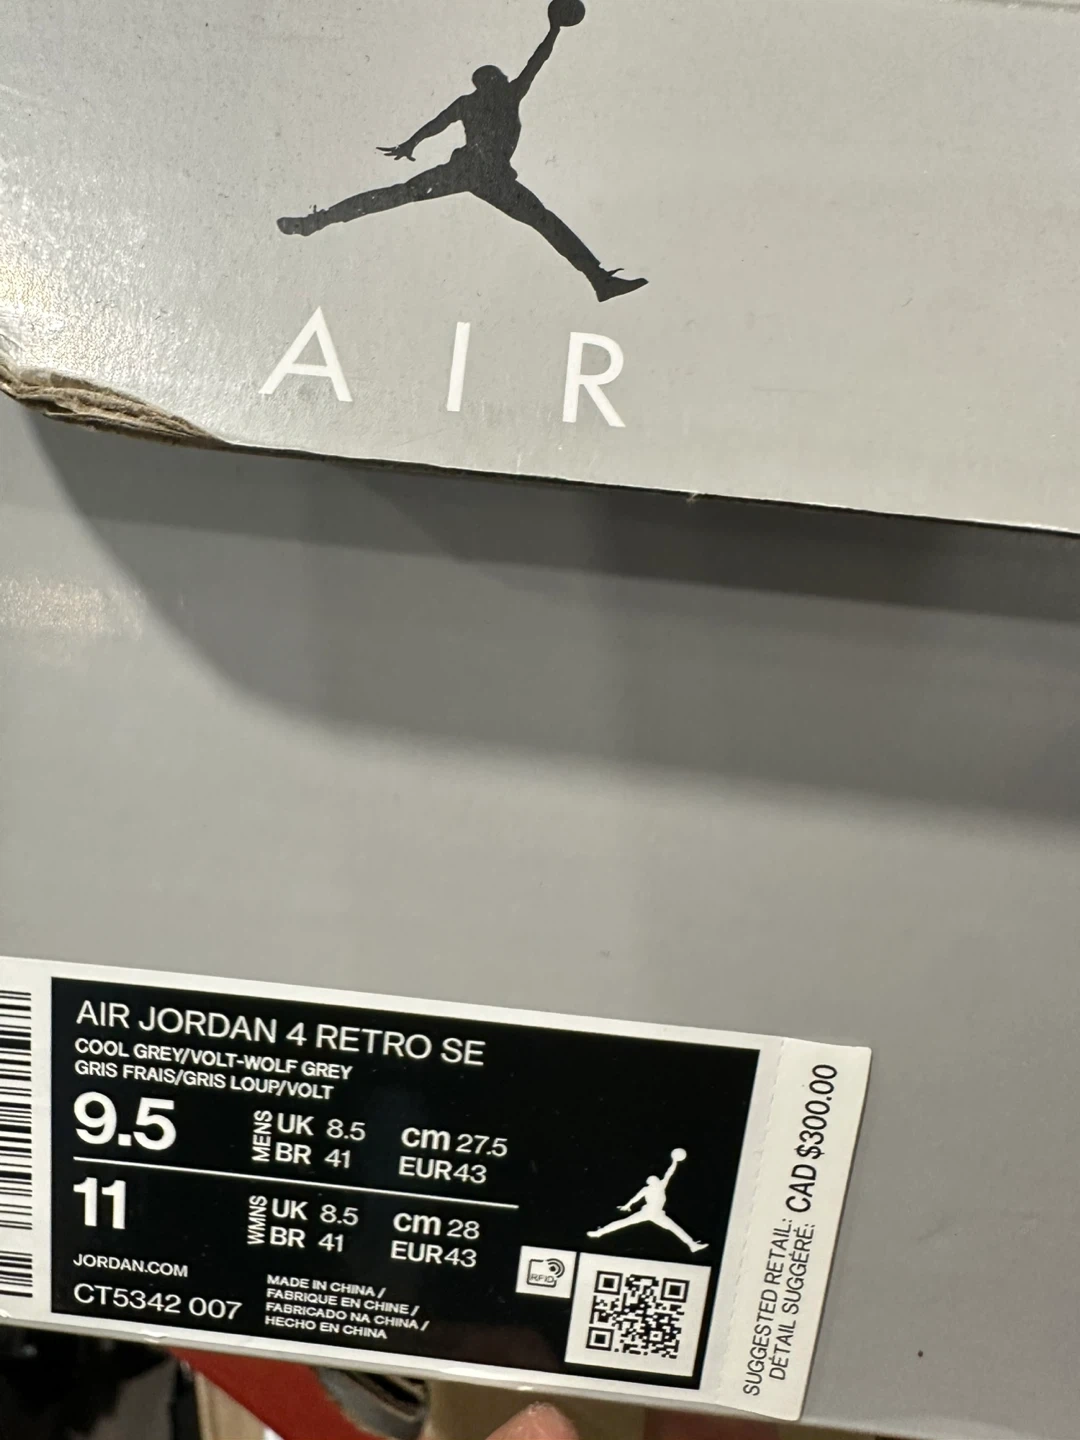 AIR
AIR JORDAN 4 RETRO SE
COOL GREY/VOLT-WOLF GREY
GRIS FRAIS/GRIS LOUP/VOLT
9.5 MENS UK 8.5 cm 27.5
BR 41 EUR 43
11 WMNS UK 8.5 cm 28
BR 41 EUR 43
JORDAN.COM
CT5342 007
MADE IN CHINA /
FABRIQUE EN CHINE /
FABRICADO NA CHINA /
HECHO EN CHINA
RFID
SUGGESTED RETAIL:
DÉTAIL SUGGÉRÉ: CAD $300.00